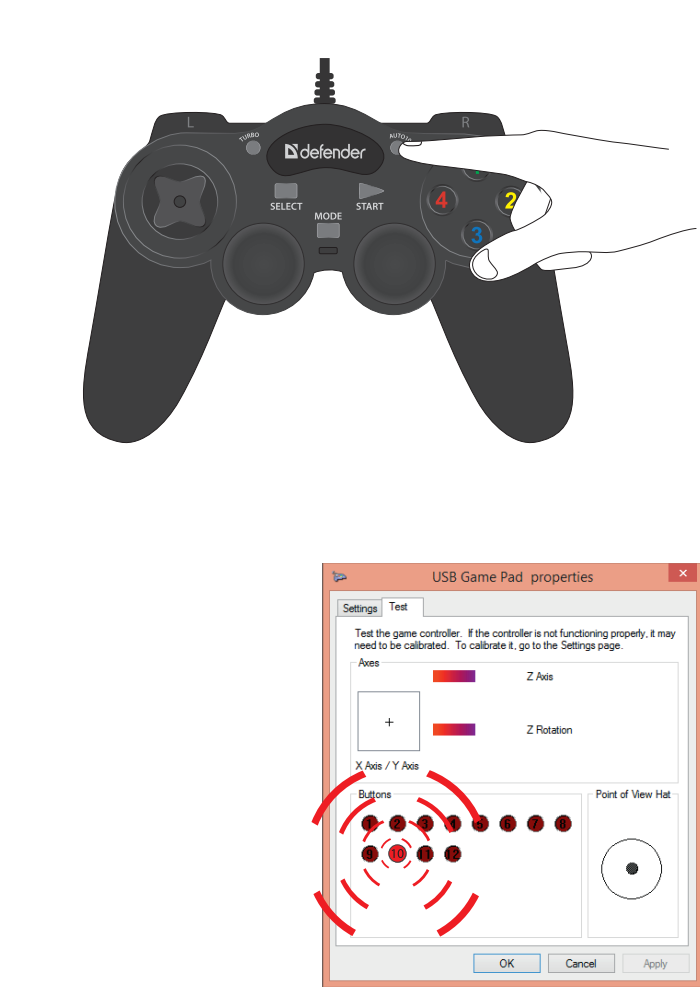 L
R
TURBO
defender
4
2
3
SELECT
START
MODE
USB Game Pad properties
Settings
Test
Test the game controller. If the controller is not functioning properly, it may
need to be calibrated. To calibrate it, go to the Settings page.
Axes
Z Axis
Z Rotation
X Axis / Y Axis
Buttons
Point of View Hat
1 2 3 4 5 6 7 8
9 10 11 12
OK
Cancel
Apply